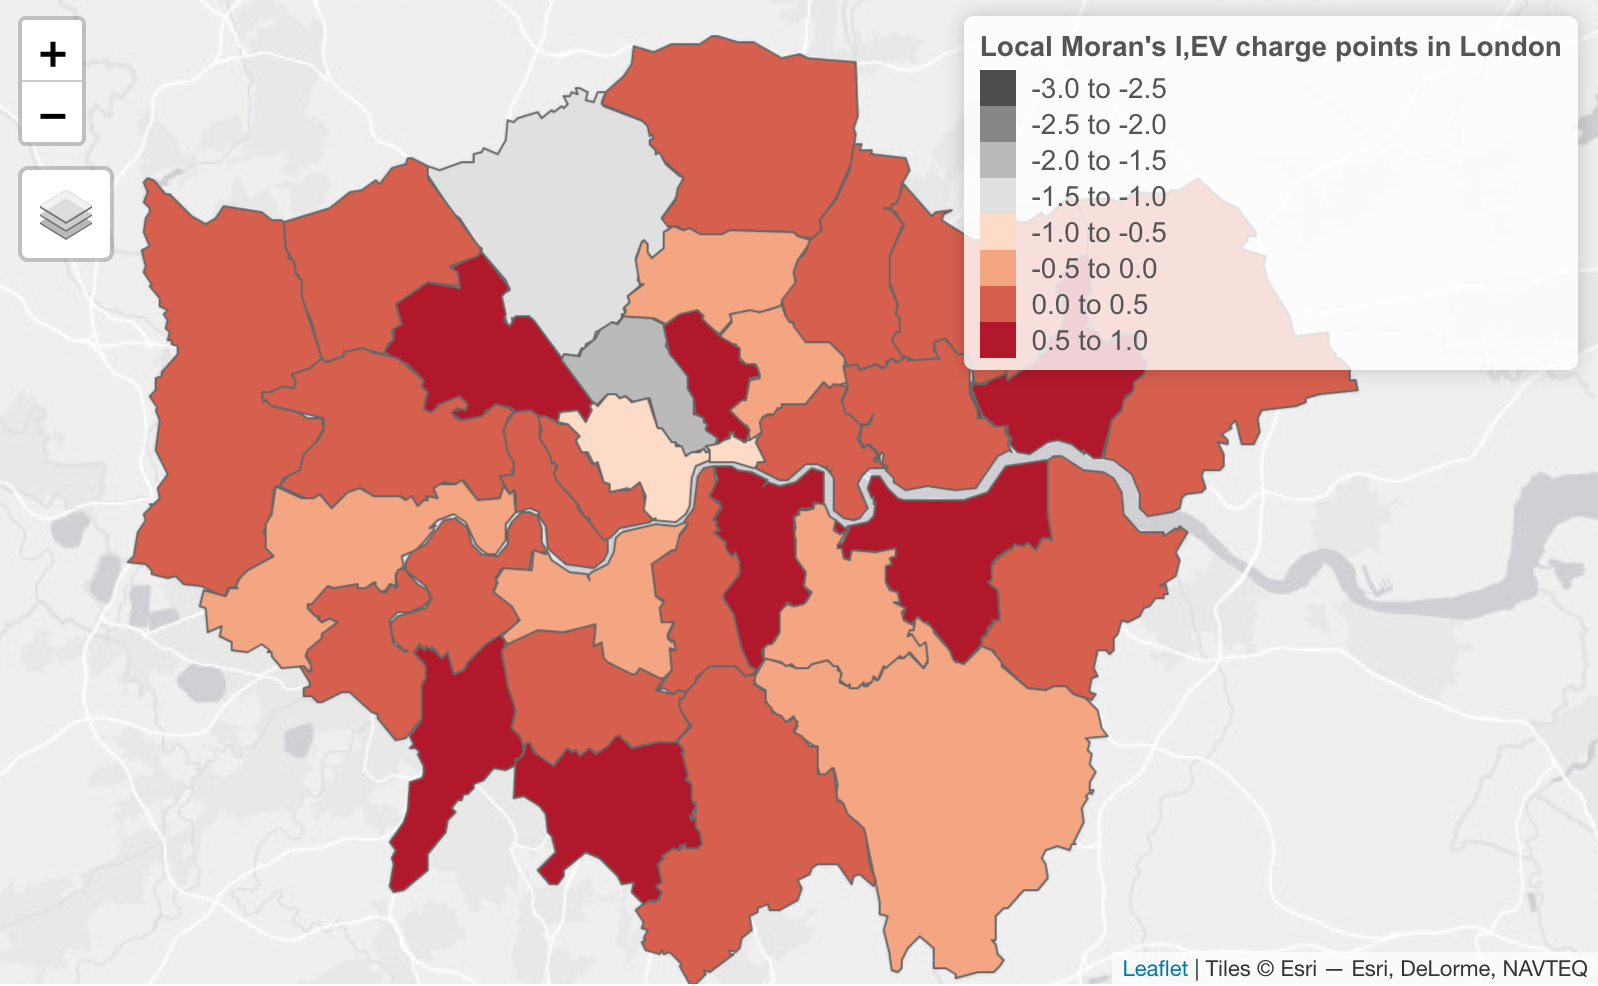 +
−
Local Moran's I,EV charge points in London
-3.0 to -2.5
-2.5 to -2.0
-2.0 to -1.5
-1.5 to -1.0
-1.0 to -0.5
-0.5 to 0.0
0.0 to 0.5
0.5 to 1.0
Leaflet | Tiles © Esri — Esri, DeLorme, NAVTEQ